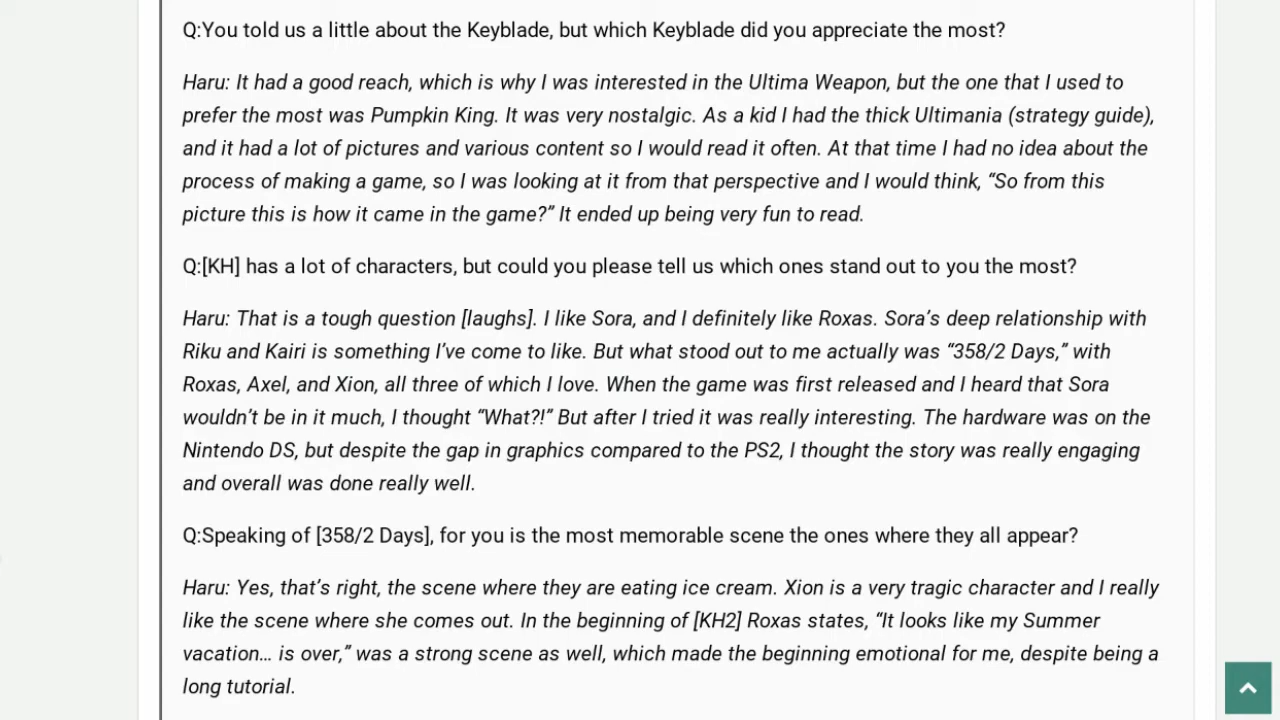 Q:You told us a little about the Keyblade, but which Keyblade did you appreciate the most?
Haru: It had a good reach, which is why I was interested in the Ultima Weapon, but the one that I used to
prefer the most was Pumpkin King. It was very nostalgic. As a kid I had the thick Ultimania (strategy guide),
and it had a lot of pictures and various content so I would read it often. At that time I had no idea about the
process of making a game, so I was looking at it from that perspective and I would think, “So from this
picture this is how it came in the game?” It ended up being very fun to read.
Q:[KH] has a lot of characters, but could you please tell us which ones stand out to you the most?
Haru: That is a tough question [laughs]. I like Sora, and I definitely like Roxas. Sora’s deep relationship with
Riku and Kairi is something I’ve come to like. But what stood out to me actually was “358/2 Days,” with
Roxas, Axel, and Xion, all three of which I love. When the game was first released and I heard that Sora
wouldn’t be in it much, I thought “What?!” But after I tried it was really interesting. The hardware was on the
Nintendo DS, but despite the gap in graphics compared to the PS2, I thought the story was really engaging
and overall was done really well.
Q:Speaking of [358/2 Days], for you is the most memorable scene the ones where they all appear?
Haru: Yes, that’s right, the scene where they are eating ice cream. Xion is a very tragic character and I really
like the scene where she comes out. In the beginning of [KH2] Roxas states, “It looks like my Summer
vacation… is over,” was a strong scene as well, which made the beginning emotional for me, despite being a
long tutorial.